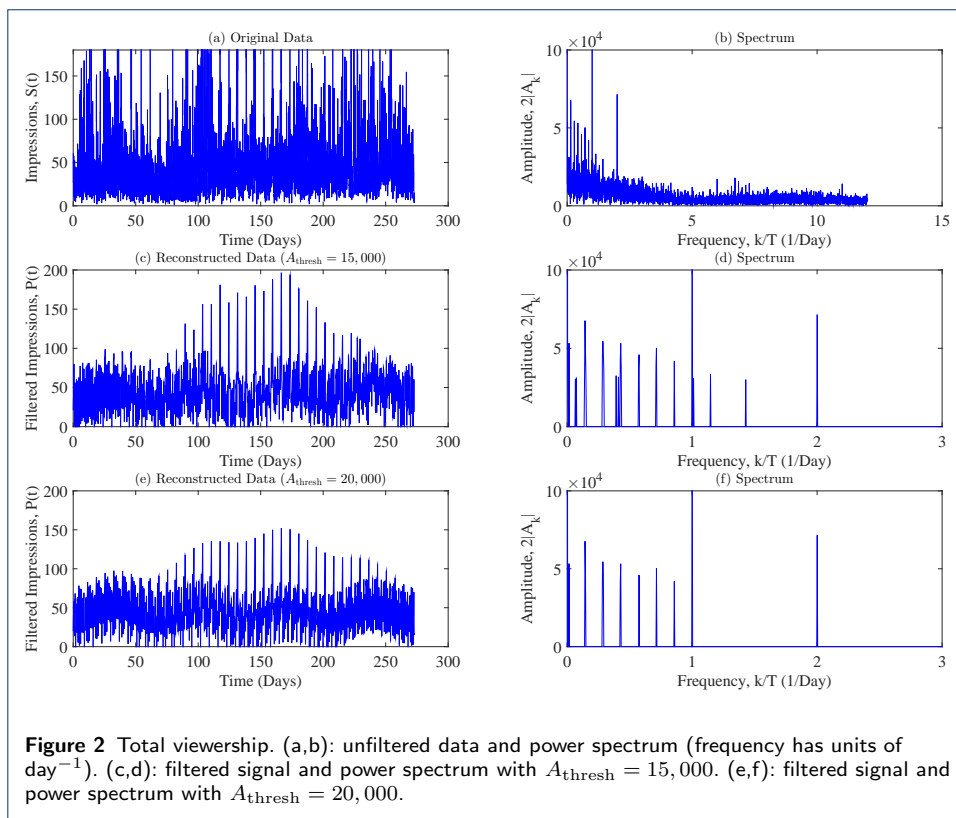 (a) Original Data
Impressions, S(t)
150
100
50
0
0 50 100 150 200 250 300
Time (Days)
(b) Spectrum
×10⁴
Amplitude, 2|A_k|
10
5
0
0 5 10 15
Frequency, k/T (1/Day)
(c) Reconstructed Data (A_thresh = 15,000)
Filtered Impressions, P(t)
200
150
100
50
0
0 50 100 150 200 250 300
Time (Days)
(d) Spectrum
×10⁴
Amplitude, 2|A_k|
10
5
0
0 1 2 3
Frequency, k/T (1/Day)
(e) Reconstructed Data (A_thresh = 20,000)
Filtered Impressions, P(t)
200
150
100
50
0
0 50 100 150 200 250 300
Time (Days)
(f) Spectrum
×10⁴
Amplitude, 2|A_k|
10
5
0
0 1 2 3
Frequency, k/T (1/Day)
Figure 2 Total viewership. (a,b): unfiltered data and power spectrum (frequency has units of
day⁻¹). (c,d): filtered signal and power spectrum with A_thresh = 15,000. (e,f): filtered signal and
power spectrum with A_thresh = 20,000.